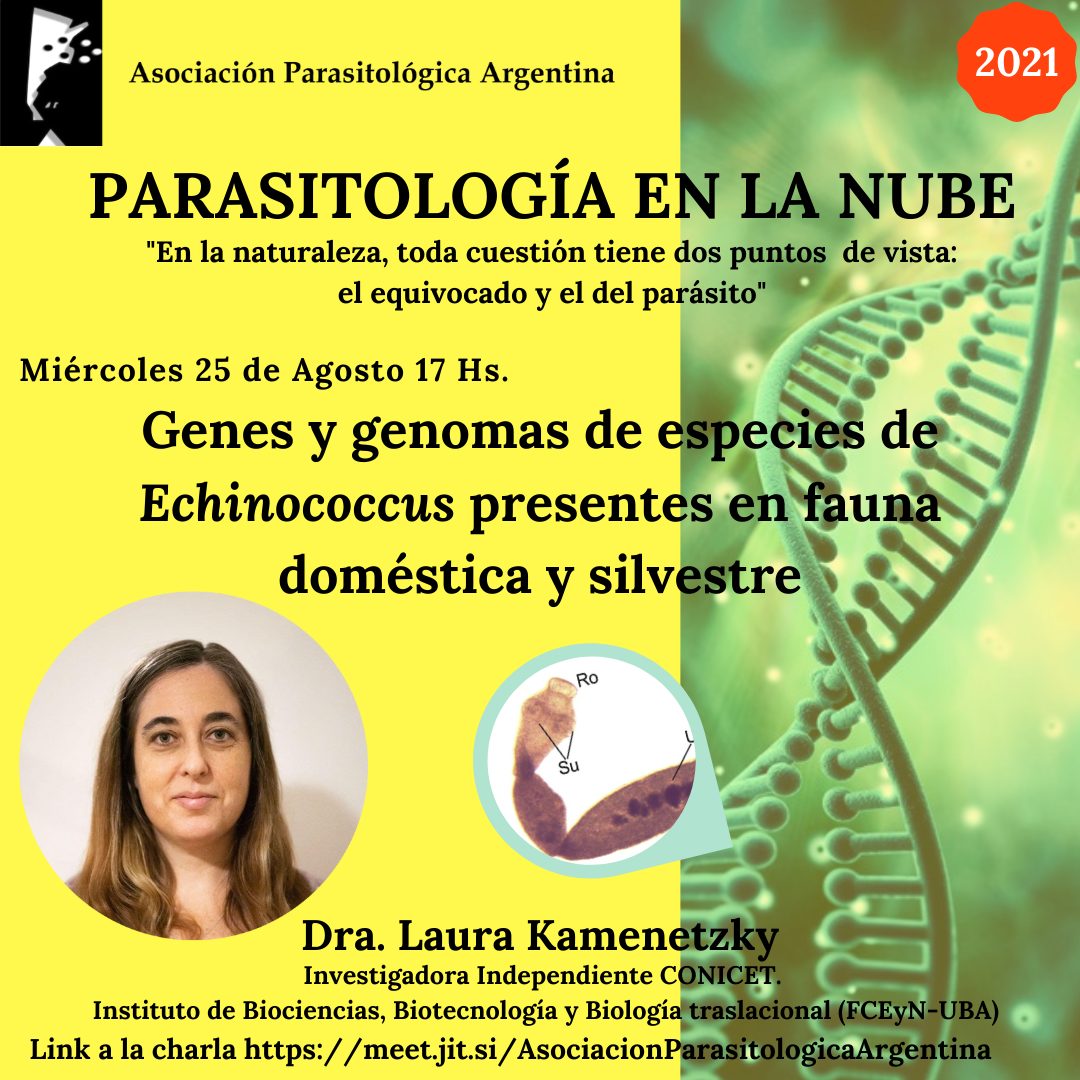 Asociación Parasitológica Argentina
2021
PARASITOLOGÍA EN LA NUBE
"En la naturaleza, toda cuestión tiene dos puntos de vista:
el equivocado y el del parásito"
Miércoles 25 de Agosto 17 Hs.
Genes y genomas de especies de
Echinococcus presentes en fauna
doméstica y silvestre
Ro
Su
Dra. Laura Kamenetzky
Investigadora Independiente CONICET.
Instituto de Biociencias, Biotecnología y Biología traslacional (FCEyN-UBA)
Link a la charla https://meet.jit.si/AsociacionParasitologicaArgentina